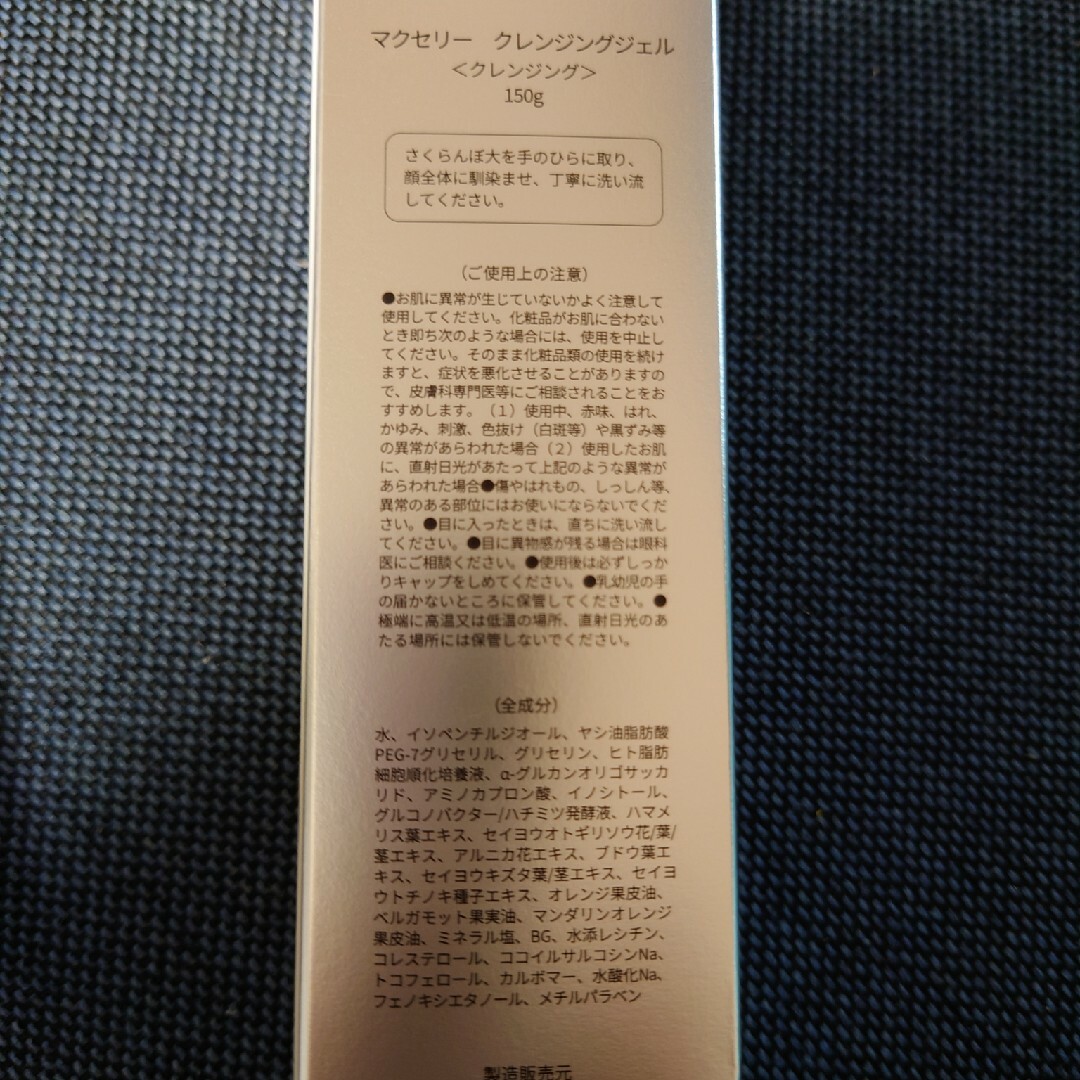 マクセリー　クレンジングジェル
＜クレンジング＞
150g
さくらんぼ大を手のひらに取り、
顔全体に馴染ませ、丁寧に洗い流
してください。
（ご使用上の注意）
●お肌に異常が生じていないかよく注意して
使用してください。化粧品がお肌に合わない
とき即ち次のような場合には、使用を中止し
てください。そのまま化粧品類の使用を続け
ますと、症状を悪化させることがありますの
で、皮膚科専門医等にご相談されることをお
すすめします。（１）使用中、赤味、はれ、
かゆみ、刺激、色抜け（白斑等）や黒ずみ等
の異常があらわれた場合（２）使用したお肌
に、直射日光があたって上記のような異常が
あらわれた場合●傷やはれもの、しっしん等、
異常のある部位にはお使いにならないでくだ
さい。●目に入ったときは、直ちに洗い流し
てください。●目に異物感が残る場合は眼科
医にご相談ください。●使用後は必ずしっか
りキャップをしめてください。●乳幼児の手
の届かないところに保管してください。●
極端に高温又は低温の場所、直射日光のあ
たる場所には保管しないでください。
（全成分）
水、イソペンチルジオール、ヤシ油脂肪酸
PEG-7グリセリル、グリセリン、ヒト脂肪
細胞順化培養液、α-グルカンオリゴサッカ
リド、アミノカプロン酸、イノシトール、
グルコノバクター/ハチミツ発酵液、ハマメ
リス葉エキス、セイヨウオトギリソウ花/葉/
茎エキス、アルニカ花エキス、ブドウ葉エ
キス、セイヨウキズタ葉/茎エキス、セイヨ
ウトチノキ種子エキス、オレンジ果皮油、
ベルガモット果実油、マンダリンオレンジ
果皮油、ミネラル塩、BG、水添レシチン、
コレステロール、ココイルサルコシンNa、
トコフェロール、カルボマー、水酸化Na、
フェノキシエタノール、メチルパラベン
製造販売元